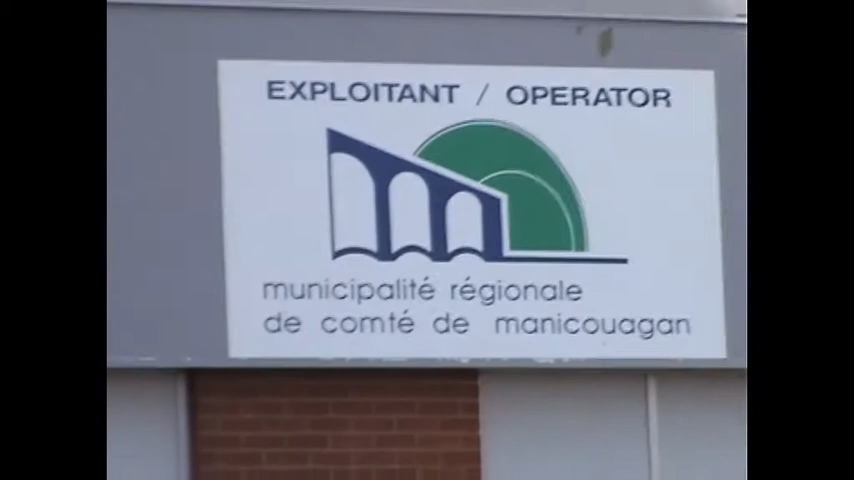 EXPLOITANT / OPERATOR
municipalité régionale
de comté de manicouagan